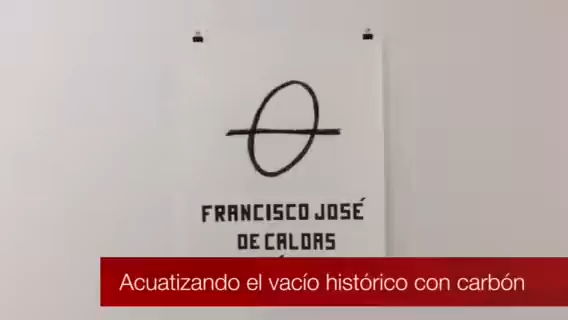 FRANCISCO JOSÉ
DE CALDAS
Acuatizando el vacío histórico con carbón